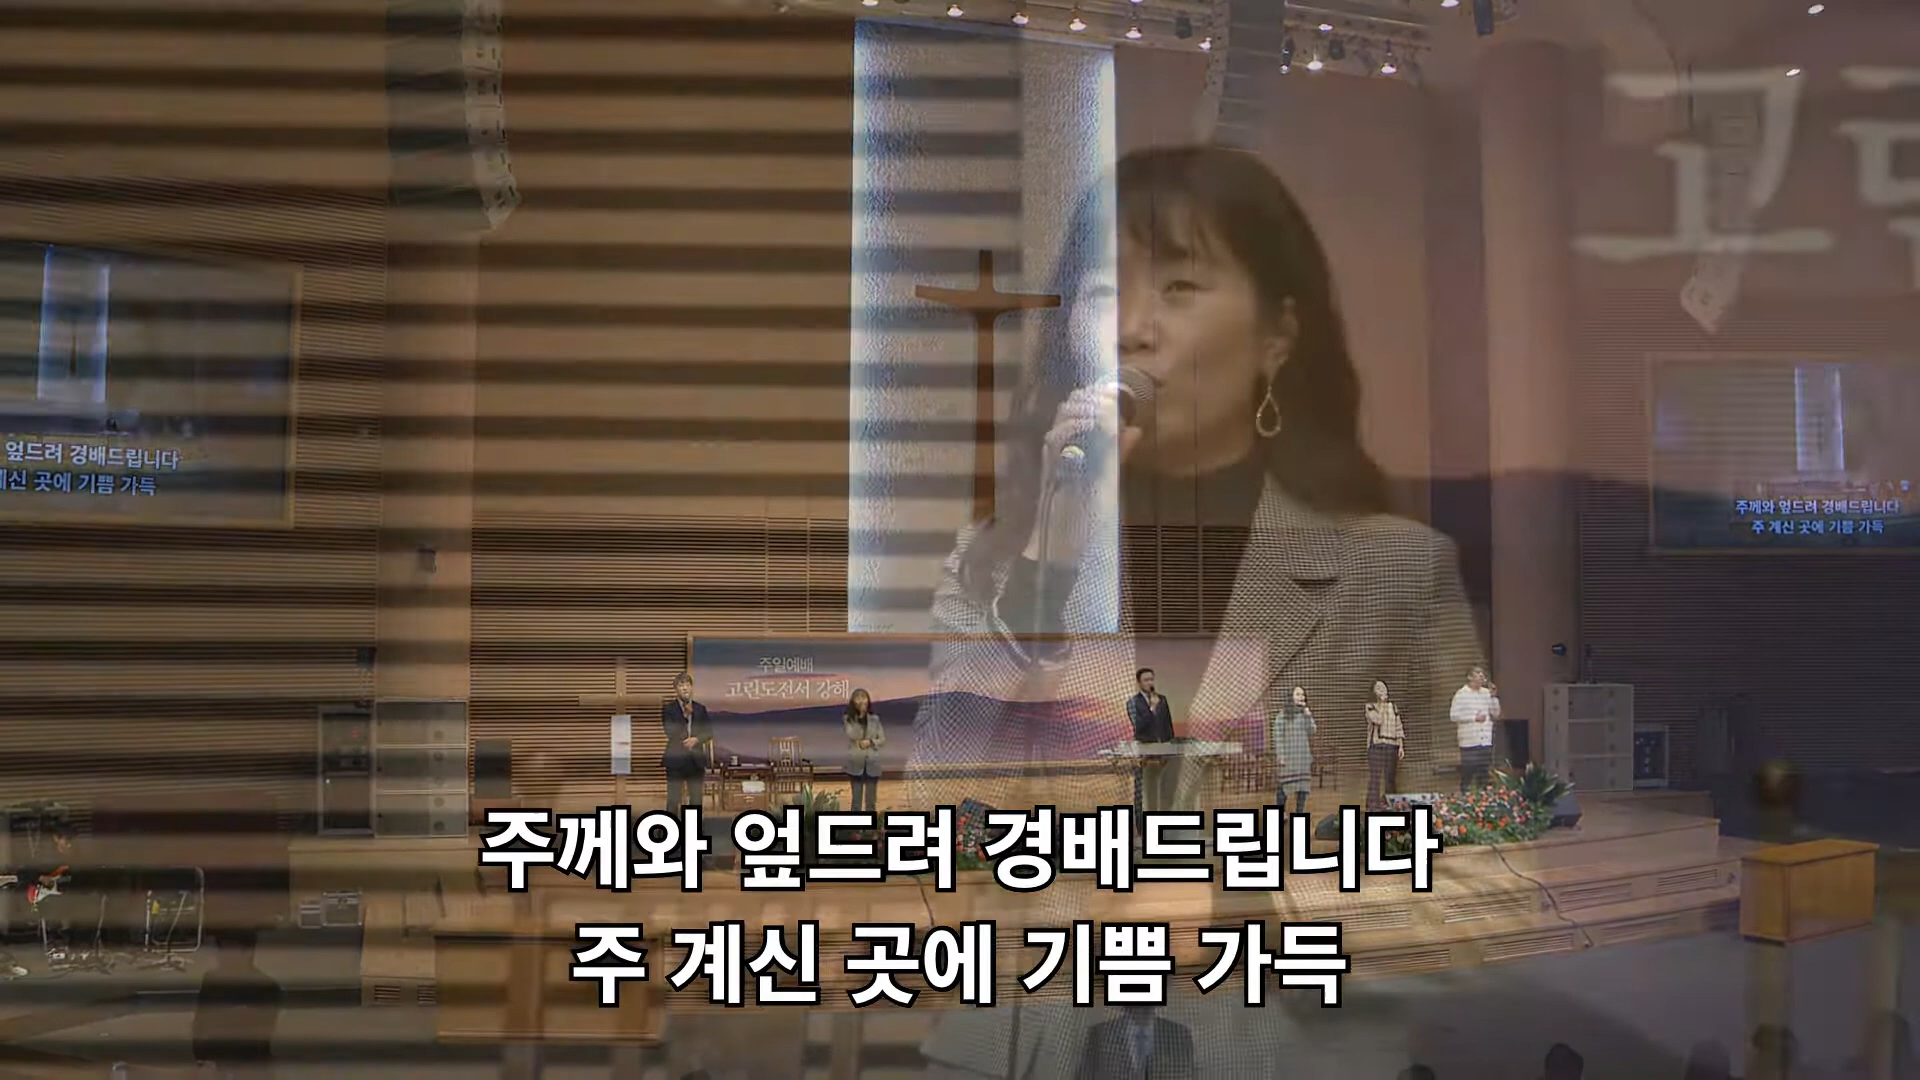 고린
엎드려 경배드립니다
계신 곳에 기쁨 가득
주께와 엎드려 경배드립니다
주 계신 곳에 기쁨 가득
주일예배
고린도전서 강해
주께와 엎드려 경배드립니다
주 계신 곳에 기쁨 가득